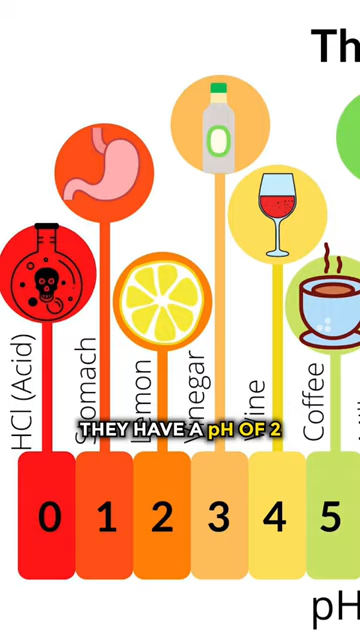 Th
HCl (Acid)
Stomach
Lemon
Vinegar
Wine
Coffee
THEY HAVE A pH OF 2
0 1 2 3 4 5
pH